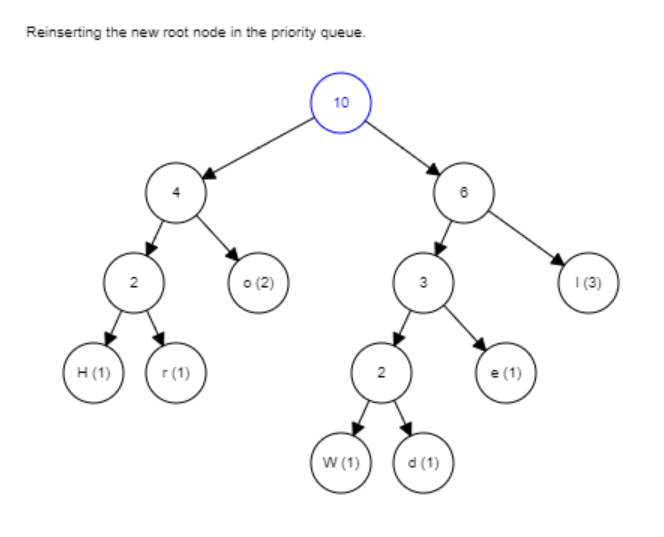 Reinserting the new root node in the priority queue.
10
4
6
2
o (2)
3
l (3)
H (1)
r (1)
2
e (1)
W (1)
d (1)